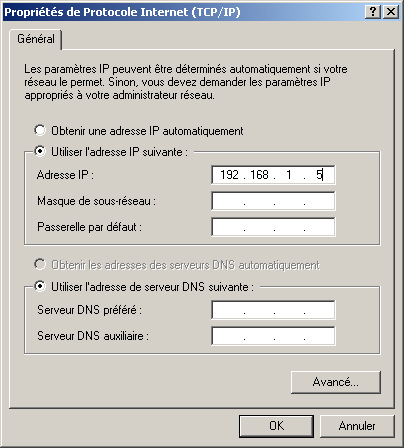 Propriétés de Protocole Internet (TCP/IP)
Général
Les paramètres IP peuvent être déterminés automatiquement si votre
réseau le permet. Sinon, vous devez demander les paramètres IP
appropriés à votre administrateur réseau.
Obtenir une adresse IP automatiquement
Utiliser l'adresse IP suivante :
Adresse IP : 192 . 168 . 1 . 5
Masque de sous-réseau : . . .
Passerelle par défaut : . . .
Obtenir les adresses des serveurs DNS automatiquement
Utiliser l'adresse de serveur DNS suivante :
Serveur DNS préféré : . . .
Serveur DNS auxiliaire : . . .
Avancé...
OK Annuler